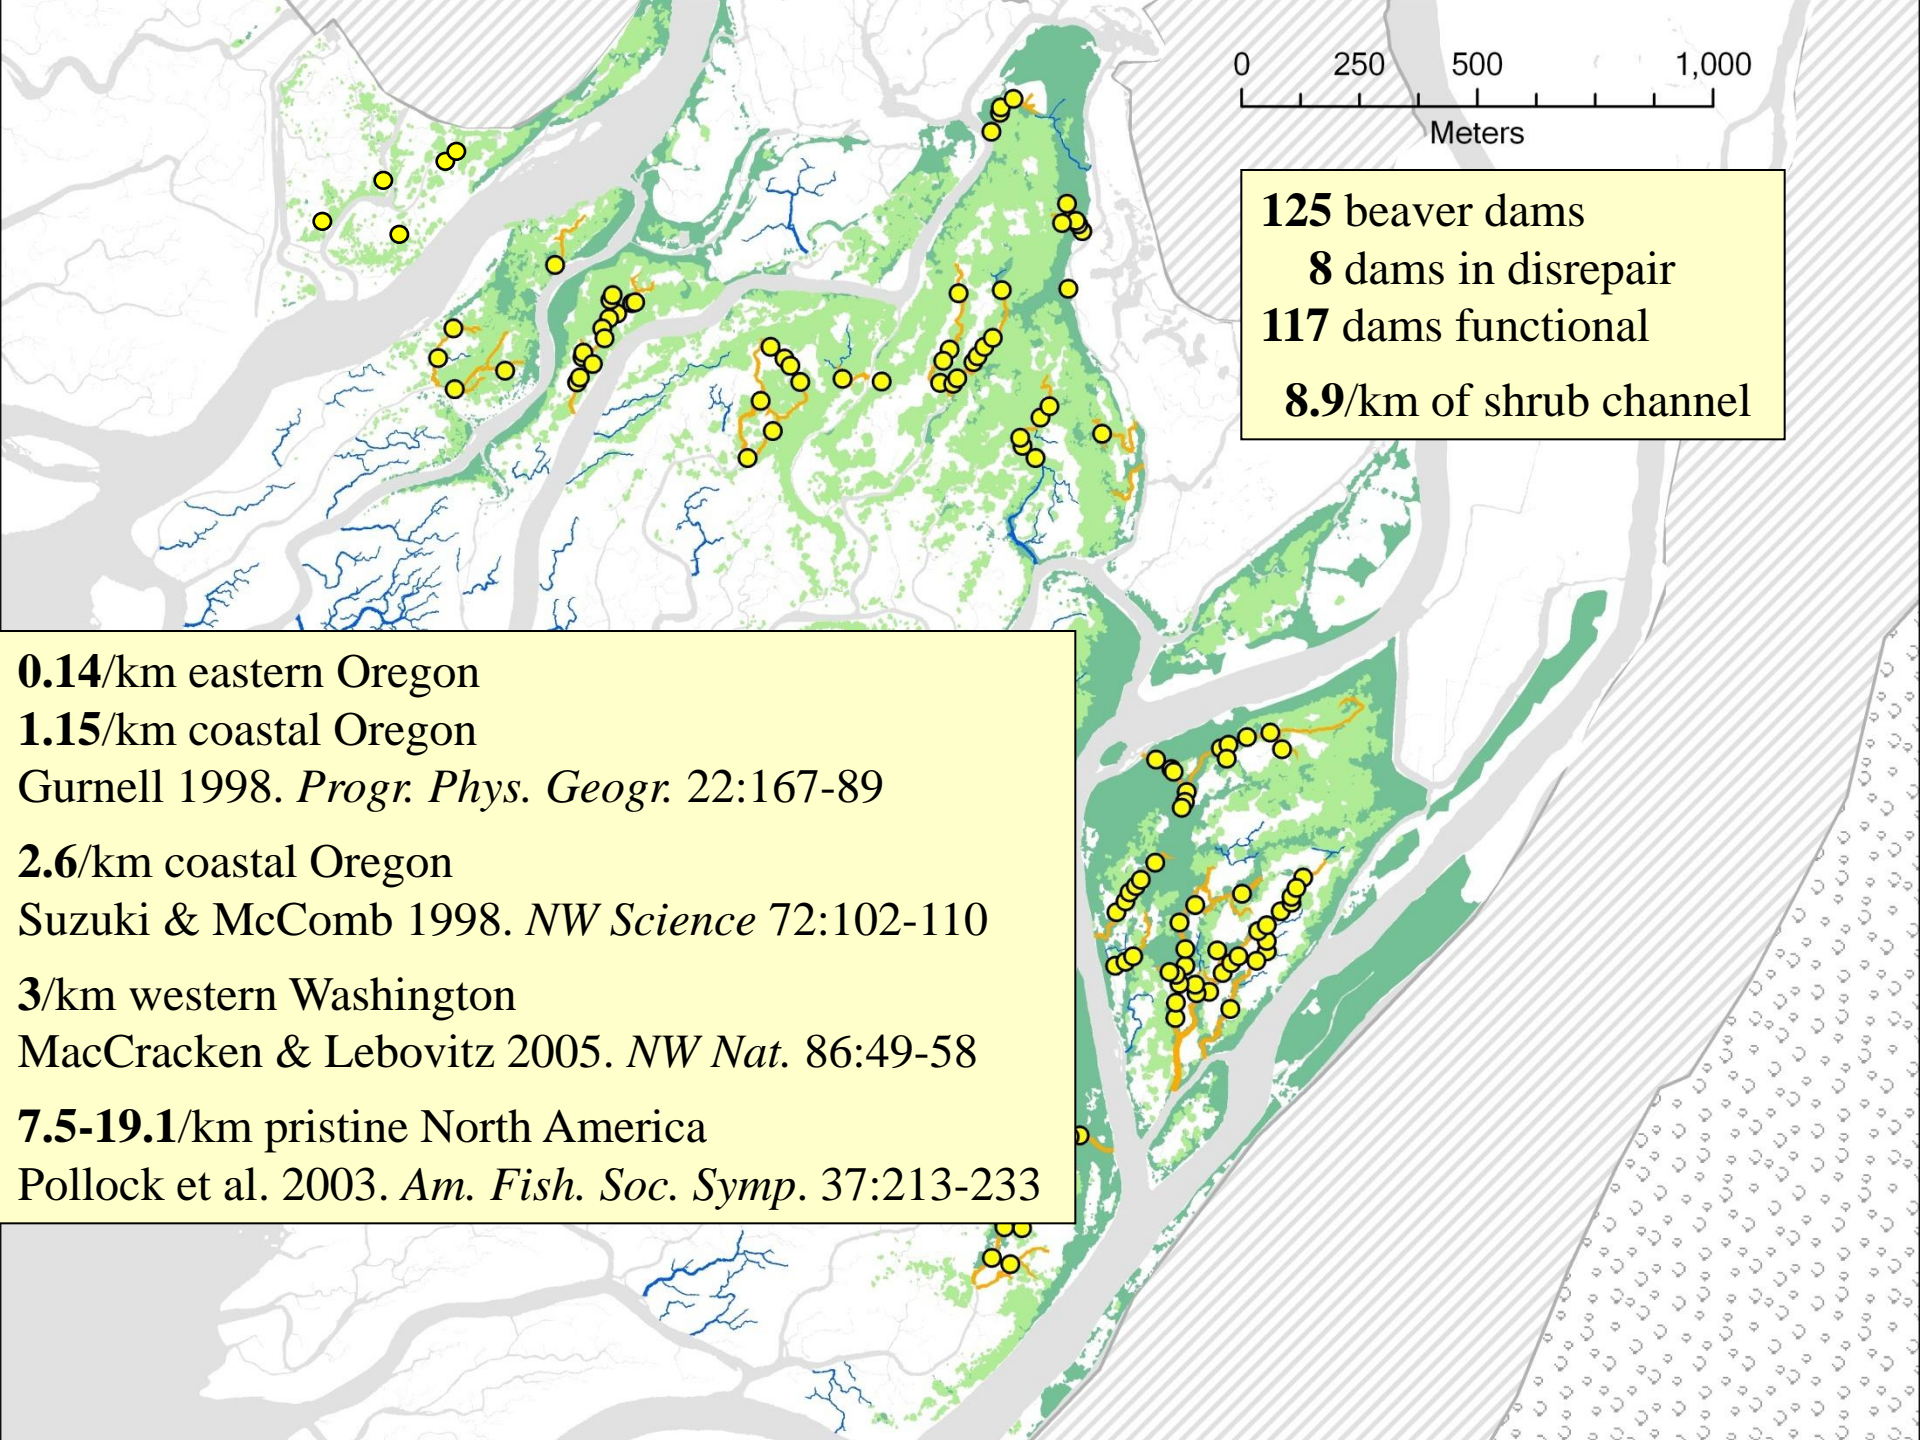 0 250 500 1,000
Meters
125 beaver dams
8 dams in disrepair
117 dams functional
8.9/km of shrub channel
0.14/km eastern Oregon
1.15/km coastal Oregon
Gurnell 1998. Progr. Phys. Geogr. 22:167-89
2.6/km coastal Oregon
Suzuki & McComb 1998. NW Science 72:102-110
3/km western Washington
MacCracken & Lebovitz 2005. NW Nat. 86:49-58
7.5-19.1/km pristine North America
Pollock et al. 2003. Am. Fish. Soc. Symp. 37:213-233